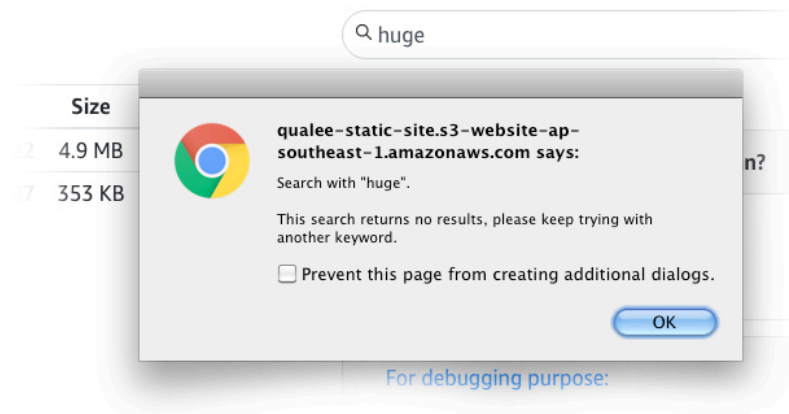 huge
Size
4.9 MB
353 KB
qualee-static-site.s3-website-ap-
southeast-1.amazonaws.com says:
Search with "huge".
This search returns no results, please keep trying with
another keyword.
Prevent this page from creating additional dialogs.
OK
n?
For debugging purpose: